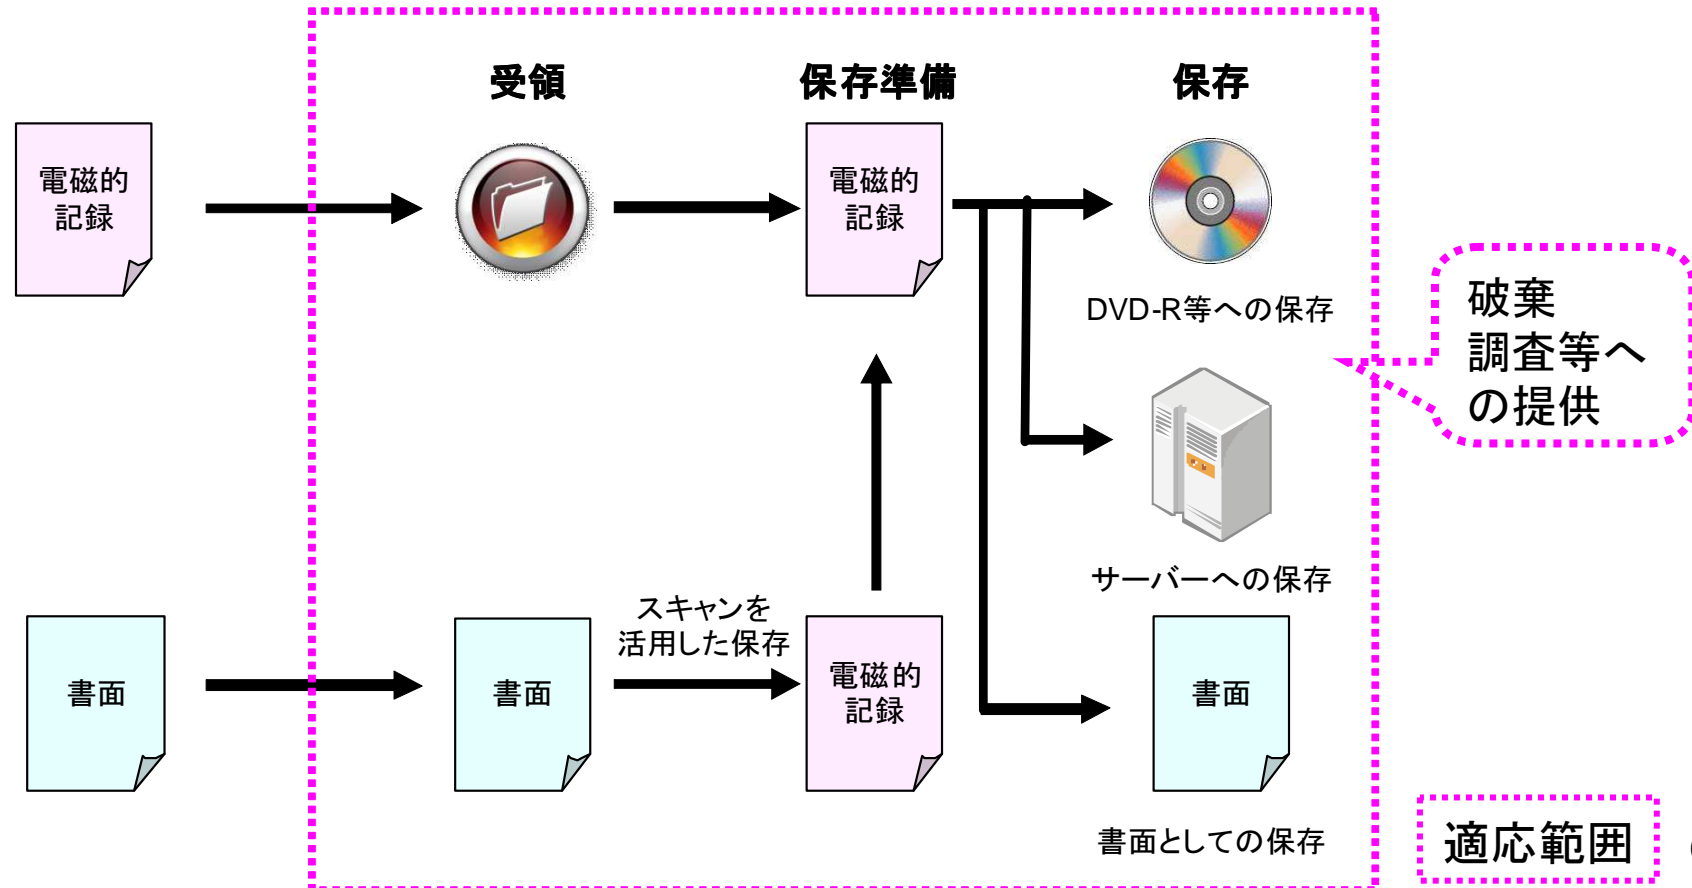 受領
保存準備
保存
電磁的
記録
電磁的
記録
DVD-R等への保存
破棄
調査等へ
の提供
サーバーへの保存
スキャンを
活用した保存
書面
書面
電磁的
記録
書面
書面としての保存
適応範囲